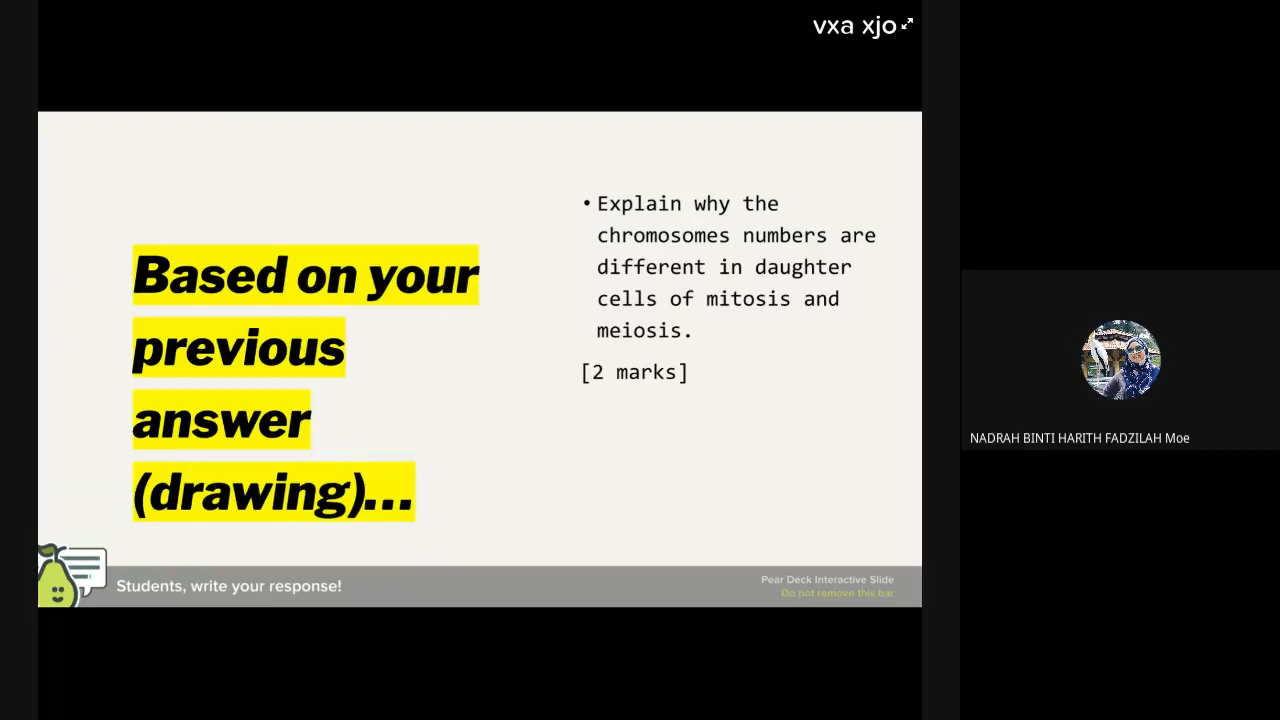 vxa xjo
Based on your
previous
answer
(drawing)...
• Explain why the
chromosomes numbers are
different in daughter
cells of mitosis and
meiosis.
[2 marks]
Students, write your response!
Pear Deck Interactive Slide
Do not remove this bar
NADRAH BINTI HARITH FADZILAH Moe